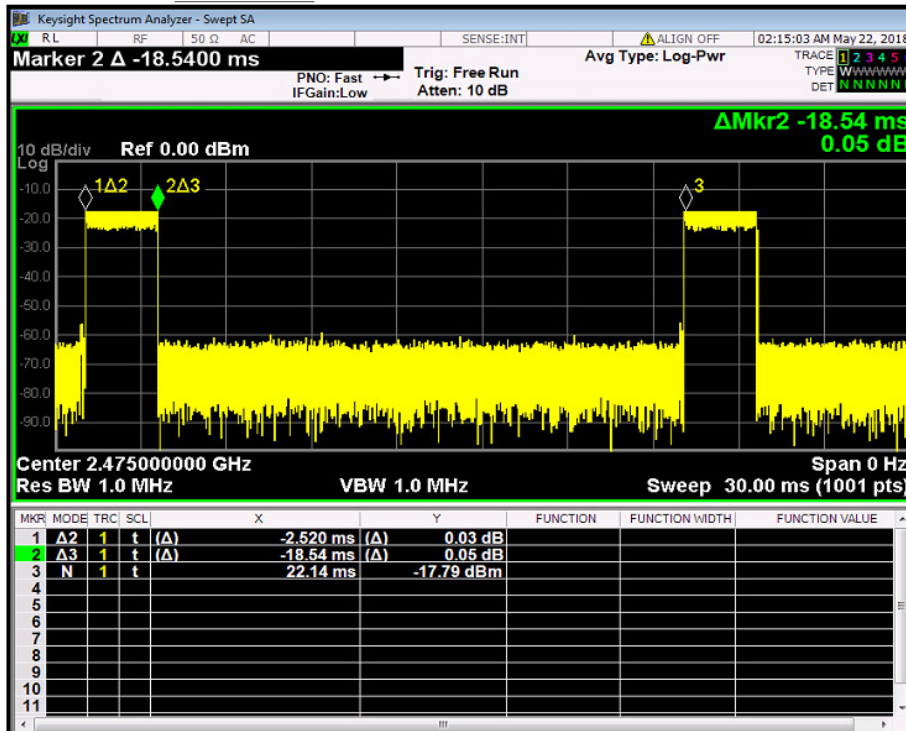 Keysight Spectrum Analyzer - Swept SA
LXI RL RF 50 Ω AC SENSE:INT ALIGN OFF 02:15:03 AM May 22, 2018
Marker 2 Δ -18.5400 ms
Avg Type: Log-Pwr
TRACE 1 2 3 4 5
PNO: Fast Trig: Free Run
TYPE WWWWWW
IFGain:Low Atten: 10 dB
DET N N N N N
ΔMkr2 -18.54 ms
0.05 dB
10 dB/div Ref 0.00 dBm
Log
-10.0
1Δ2 2Δ3 3
-20.0
-30.0
-40.0
-50.0
-60.0
-70.0
-80.0
-90.0
Center 2.475000000 GHz Span 0 Hz
Res BW 1.0 MHz VBW 1.0 MHz Sweep 30.00 ms (1001 pts)
MKR MODE TRC SCL X Y FUNCTION FUNCTION WIDTH FUNCTION VALUE
1 Δ2 1 t (Δ) -2.520 ms (Δ) 0.03 dB
2 Δ3 1 t (Δ) -18.54 ms (Δ) 0.05 dB
3 N 1 t 22.14 ms -17.79 dBm
4
5
6
7
8
9
10
11